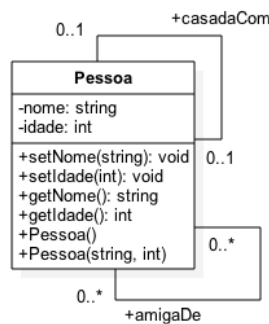 +casadaCom
0..1
Pessoa
-nome: string
-idade: int
+setNome(string): void
+setIdade(int): void
+getNome(): string
+getIdade(): int
+Pessoa()
+Pessoa(string, int)
0..1
0..*
0..*
+amigaDe